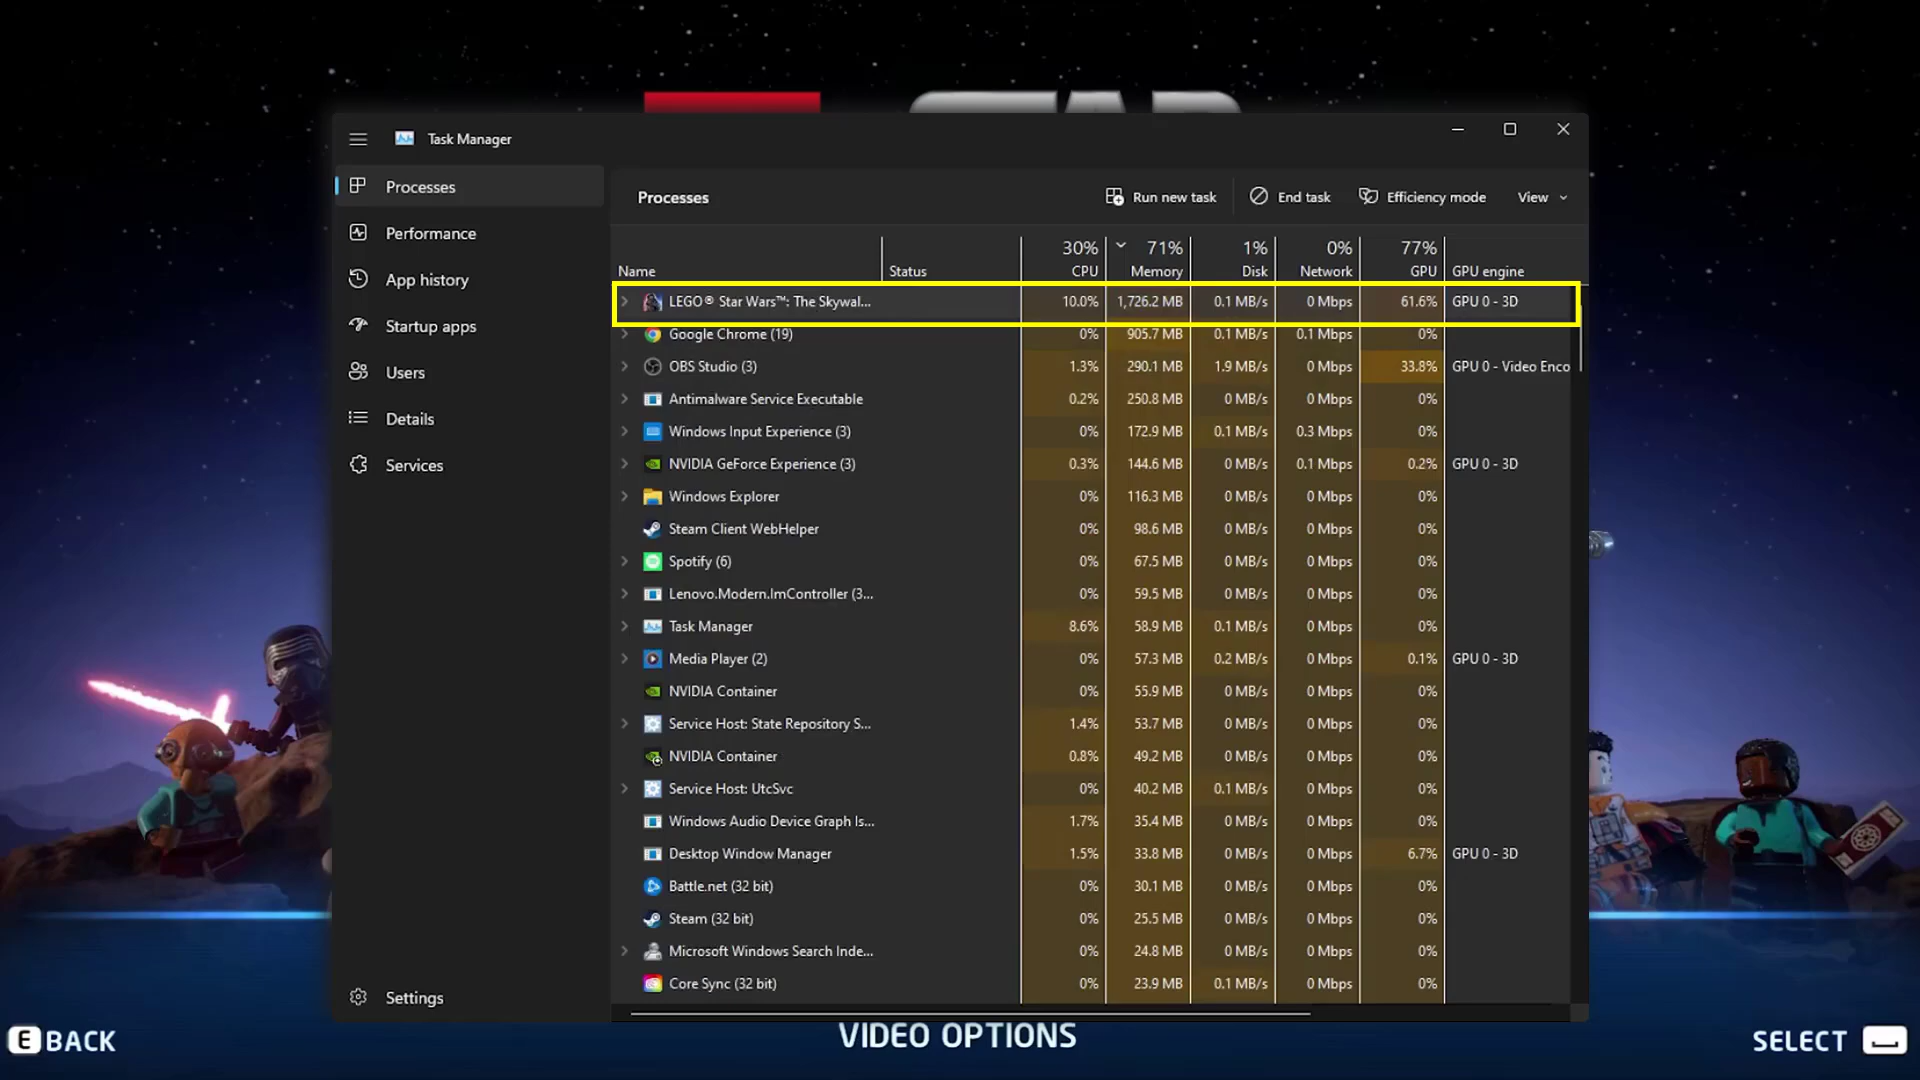 Task Manager
Processes
Performance
App history
Startup apps
Users
Details
Services
Settings
Processes
Run new task
End task
Efficiency mode
View
30% 71% 1% 0% 77%
Name Status CPU Memory Disk Network GPU GPU engine
LEGO® Star Wars™: The Skywal... 10.0% 1,726.2 MB 0.1 MB/s 0 Mbps 61.6% GPU 0 - 3D
Google Chrome (19) 0% 905.7 MB 0.1 MB/s 0.1 Mbps 0%
OBS Studio (3) 1.3% 290.1 MB 1.9 MB/s 0 Mbps 33.8% GPU 0 - Video Enco
Antimalware Service Executable 0.2% 250.8 MB 0 MB/s 0 Mbps 0%
Windows Input Experience (3) 0% 172.9 MB 0.1 MB/s 0.3 Mbps 0%
NVIDIA GeForce Experience (3) 0.3% 144.6 MB 0 MB/s 0.1 Mbps 0.2% GPU 0 - 3D
Windows Explorer 0% 116.3 MB 0 MB/s 0 Mbps 0%
Steam Client WebHelper 0% 98.6 MB 0 MB/s 0 Mbps 0%
Spotify (6) 0% 67.5 MB 0 MB/s 0 Mbps 0%
Lenovo.Modern.ImController (3... 0% 59.5 MB 0 MB/s 0 Mbps 0%
Task Manager 8.6% 58.9 MB 0.1 MB/s 0 Mbps 0%
Media Player (2) 0% 57.3 MB 0.2 MB/s 0 Mbps 0.1% GPU 0 - 3D
NVIDIA Container 0% 55.9 MB 0 MB/s 0 Mbps 0%
Service Host: State Repository S... 1.4% 53.7 MB 0 MB/s 0 Mbps 0%
NVIDIA Container 0.8% 49.2 MB 0 MB/s 0 Mbps 0%
Service Host: UtcSvc 0% 40.2 MB 0.1 MB/s 0 Mbps 0%
Windows Audio Device Graph Is... 1.7% 35.4 MB 0 MB/s 0 Mbps 0%
Desktop Window Manager 1.5% 33.8 MB 0 MB/s 0 Mbps 6.7% GPU 0 - 3D
Battle.net (32 bit) 0% 30.1 MB 0 MB/s 0 Mbps 0%
Steam (32 bit) 0% 25.5 MB 0 MB/s 0 Mbps 0%
Microsoft Windows Search Inde... 0% 24.8 MB 0 MB/s 0 Mbps 0%
Core Sync (32 bit) 0% 23.9 MB 0.1 MB/s 0 Mbps 0%
E BACK
VIDEO OPTIONS
SELECT